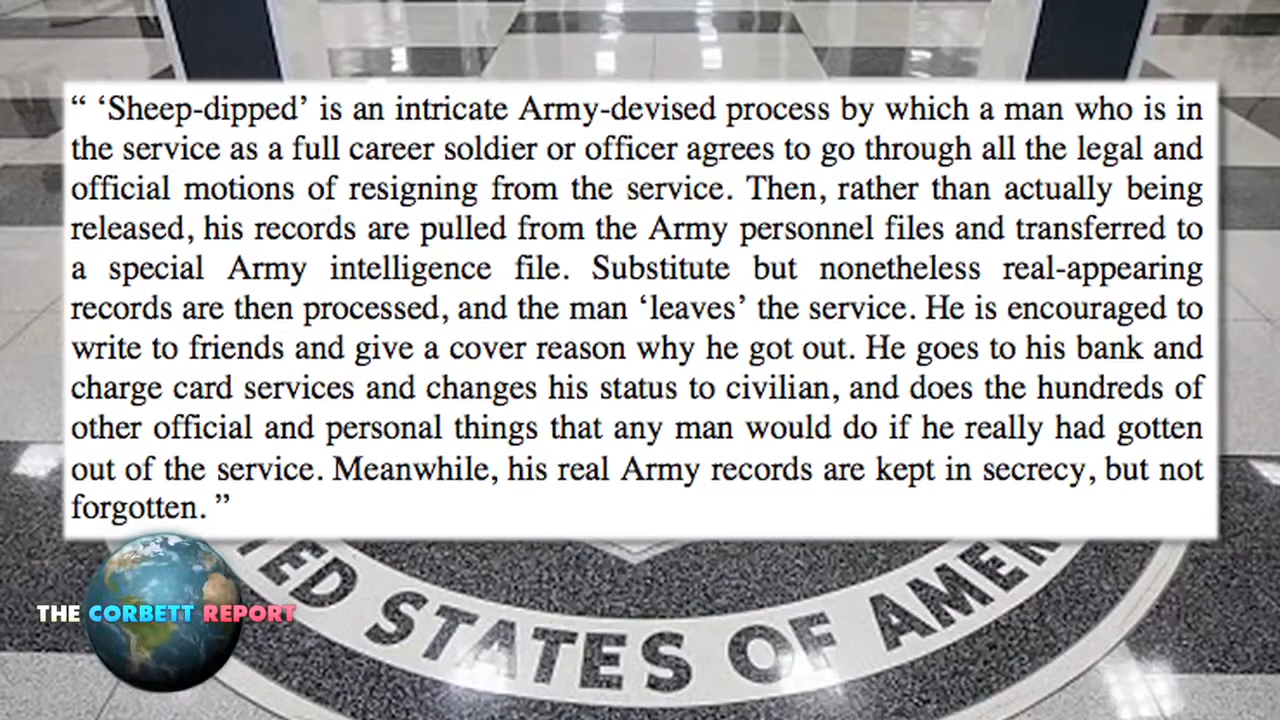 “ ‘Sheep-dipped’ is an intricate Army-devised process by which a man who is in
the service as a full career soldier or officer agrees to go through all the legal and
official motions of resigning from the service. Then, rather than actually being
released, his records are pulled from the Army personnel files and transferred to
a special Army intelligence file. Substitute but nonetheless real-appearing
records are then processed, and the man ‘leaves’ the service. He is encouraged to
write to friends and give a cover reason why he got out. He goes to his bank and
charge card services and changes his status to civilian, and does the hundreds of
other official and personal things that any man would do if he really had gotten
out of the service. Meanwhile, his real Army records are kept in secrecy, but not
forgotten. ”
THE CORBETT REPORT
STATES OF